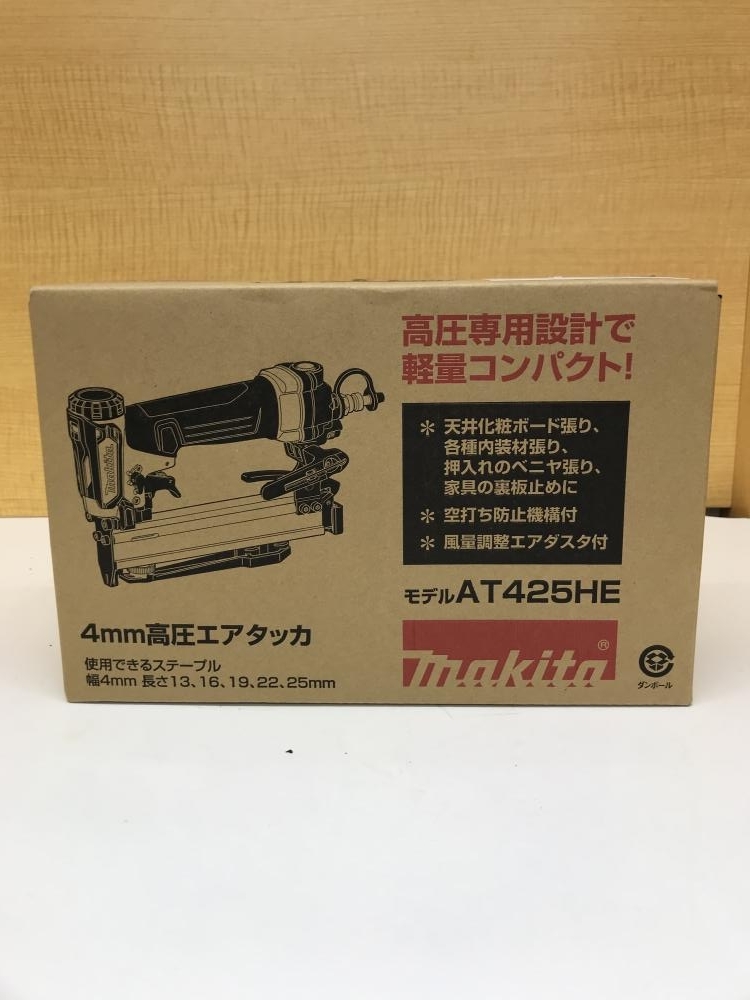 高圧専用設計で
軽量コンパクト!
＊ 天井化粧ボード張り、
各種内装材張り、
押入れのベニヤ張り、
家具の裏板止めに
＊ 空打ち防止機構付
＊ 風量調整エアダスタ付
モデルAT425HE
makita®
ダンボール
makita
4mm高圧エアタッカ
使用できるステープル
幅4mm 長さ13、16、19、22、25mm